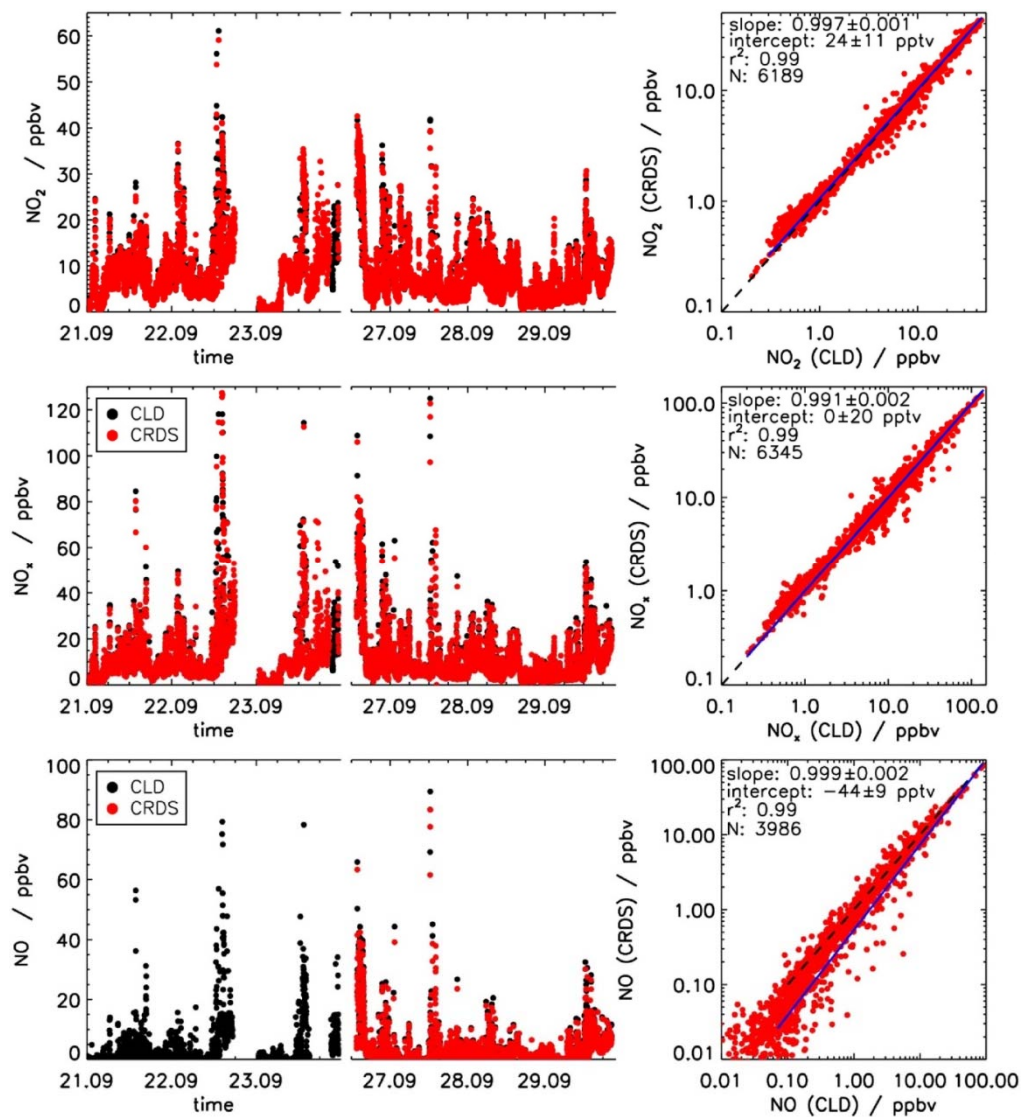 60
50
40
30
20
10
0
NO₂ / ppbv
21.09 22.09 23.09 27.09 28.09 29.09
time
slope: 0.997±0.001
intercept: 24±11 pptv
r²: 0.99
N: 6189
10.0
1.0
0.1
NO₂ (CRDS) / ppbv
0.1 1.0 10.0
NO₂ (CLD) / ppbv
120
100
80
60
40
20
0
NOₓ / ppbv
CLD
CRDS
21.09 22.09 23.09 27.09 28.09 29.09
time
slope: 0.991±0.002
intercept: 0±20 pptv
r²: 0.99
N: 6345
100.0
10.0
1.0
0.1
NOₓ (CRDS) / ppbv
0.1 1.0 10.0 100.0
NOₓ (CLD) / ppbv
100
80
60
40
20
0
NO / ppbv
CLD
CRDS
21.09 22.09 23.09 27.09 28.09 29.09
time
slope: 0.999±0.002
intercept: −44±9 pptv
r²: 0.99
N: 3986
100.00
10.00
1.00
0.10
0.01
NO (CRDS) / ppbv
0.01 0.10 1.00 10.00 100.00
NO (CLD) / ppbv